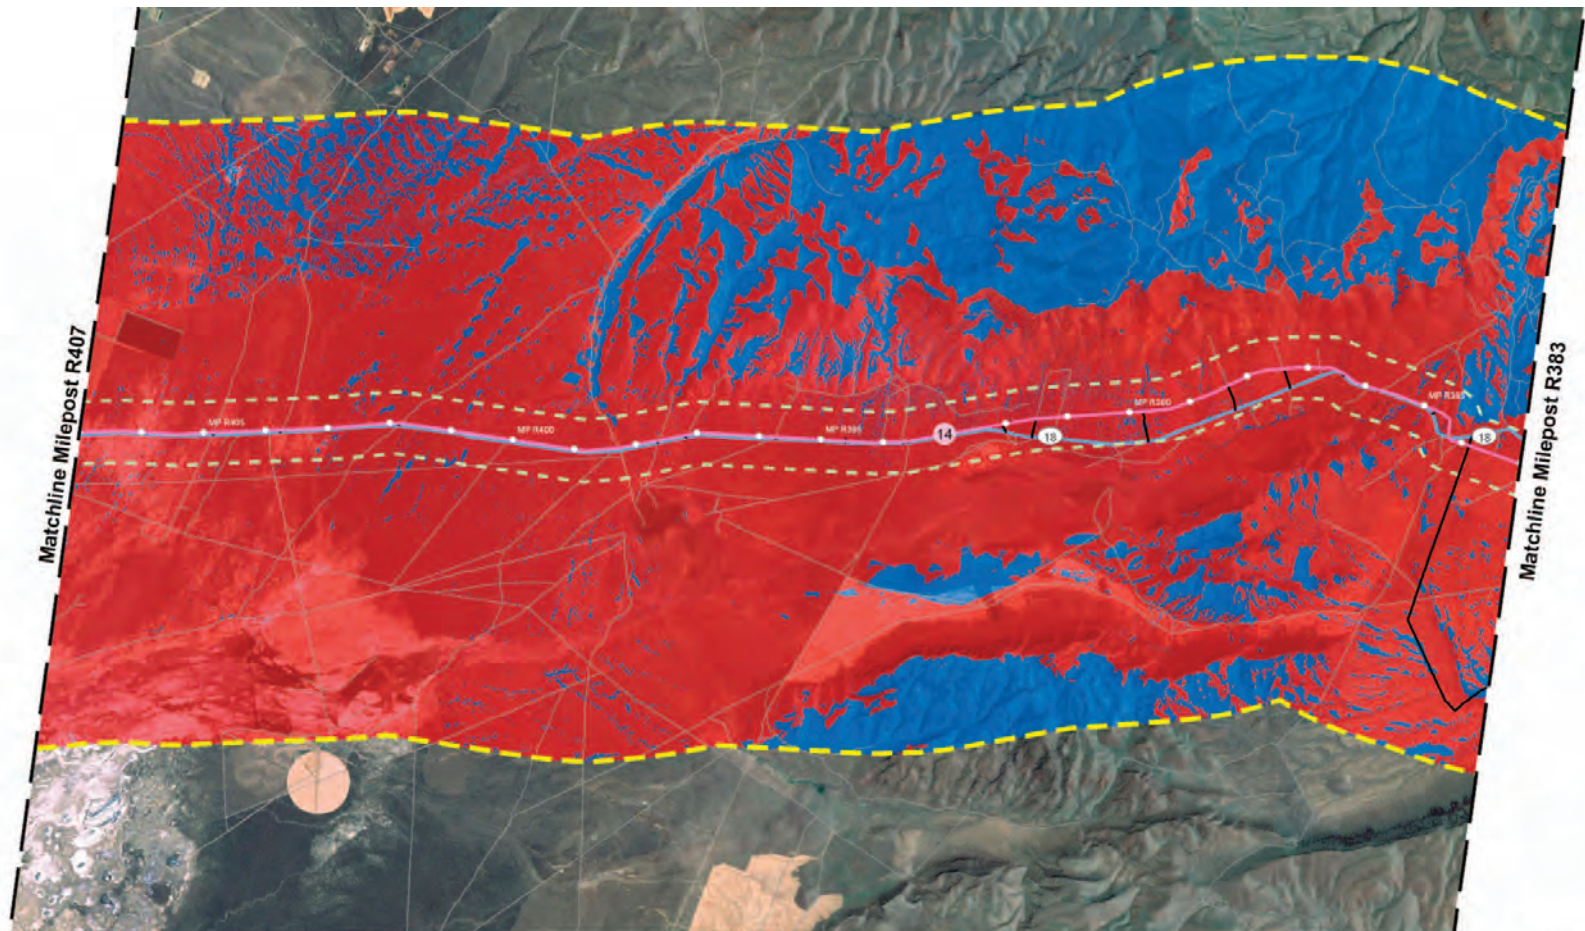 Matchline Milepost R407
MP R405
MP R400
MP R395
14
18
MP R390
MP R385
18
Matchline Milepost R383